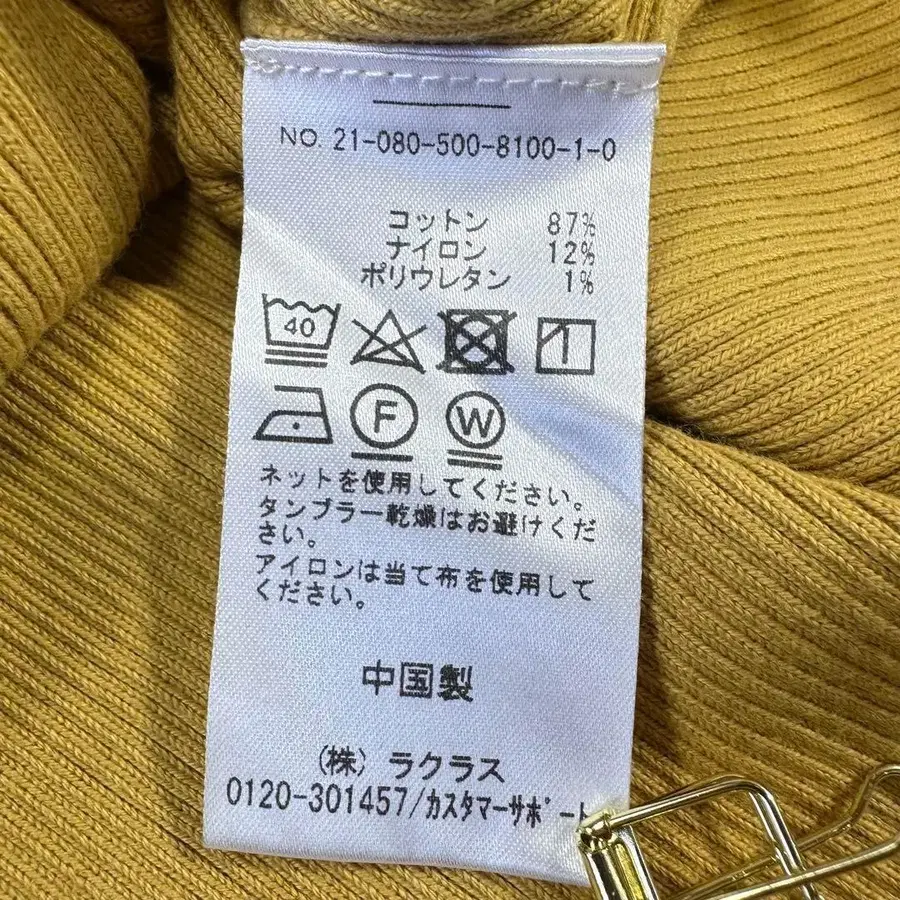 NO. 21-080-500-8100-1-0
コットン 87%
ナイロン 12%
ポリウレタン 1%
40
F W
ネットを使用してください。
タンブラー乾燥はお避けくだ
さい。
アイロンは当て布を使用して
ください。
中国製
(株) ラクラス
0120-301457/カスタマーサポート